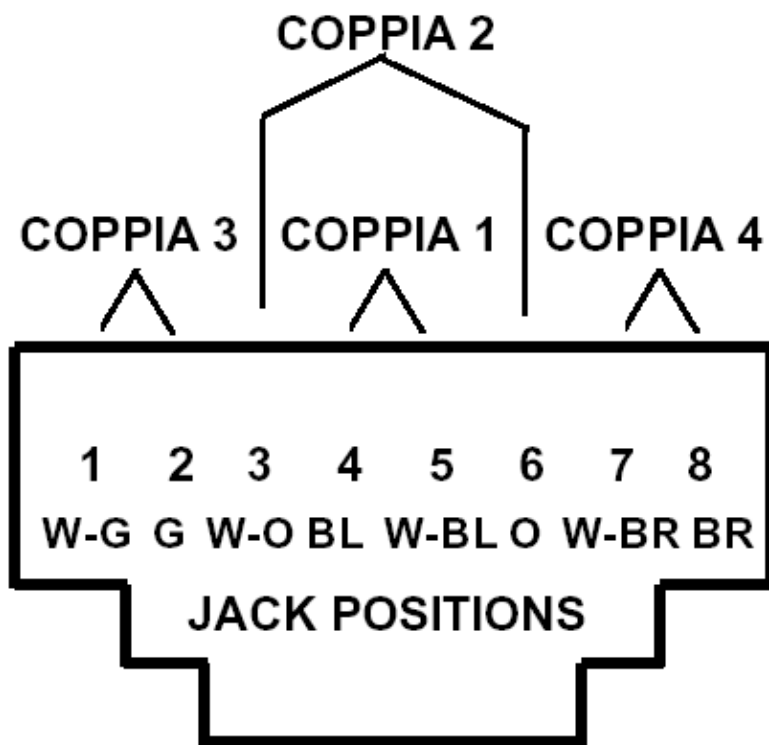 COPPIA 2
COPPIA 3 COPPIA 1 COPPIA 4
1 2 3 4 5 6 7 8
W-G G W-O BL W-BL O W-BR BR
JACK POSITIONS